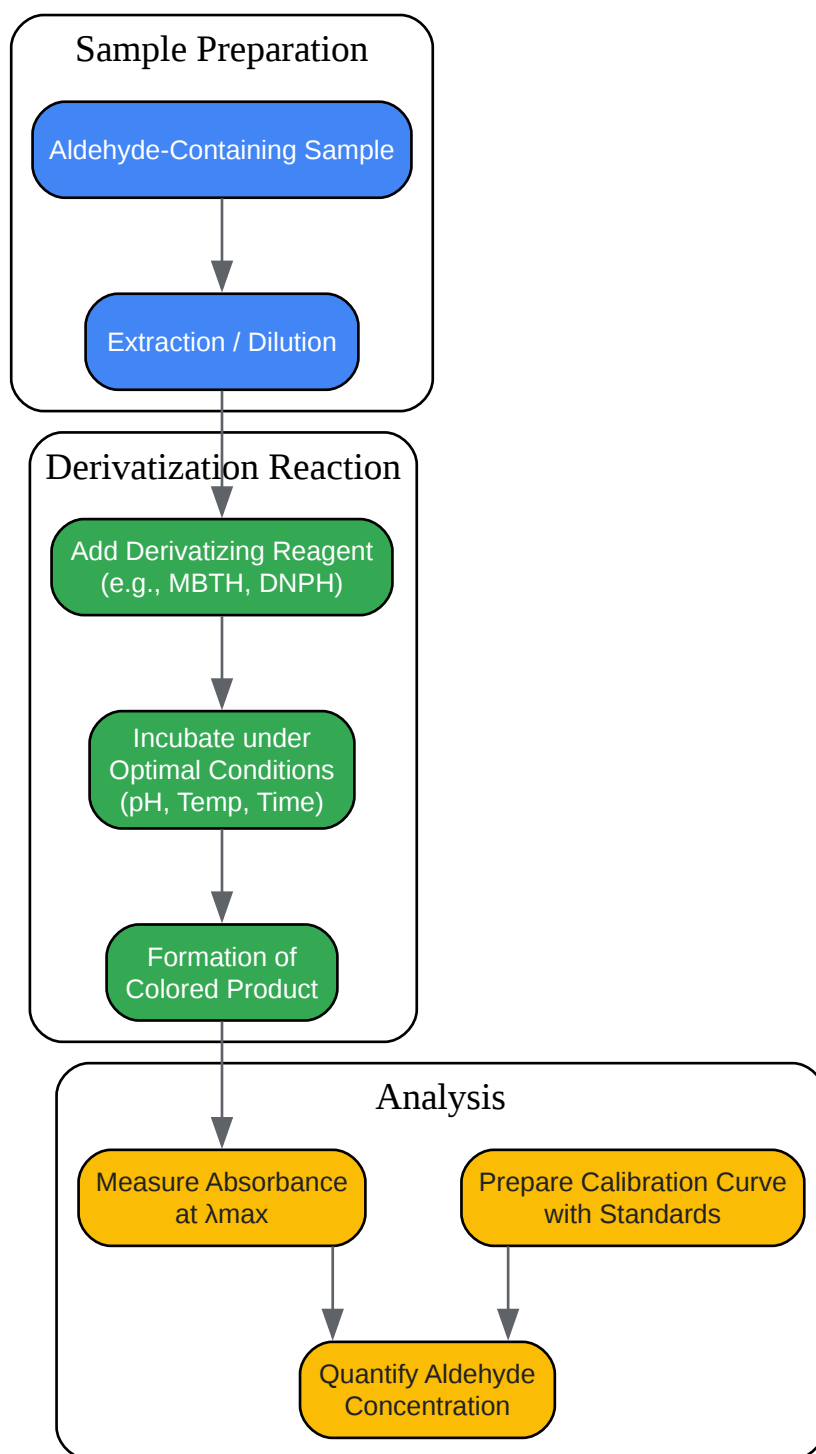 Sample Preparation
Aldehyde-Containing Sample
Extraction / Dilution
Derivatization Reaction
Add Derivatizing Reagent
(e.g., MBTH, DNPH)
Incubate under
Optimal Conditions
(pH, Temp, Time)
Formation of
Colored Product
Analysis
Measure Absorbance
at λmax
Prepare Calibration Curve
with Standards
Quantify Aldehyde
Concentration